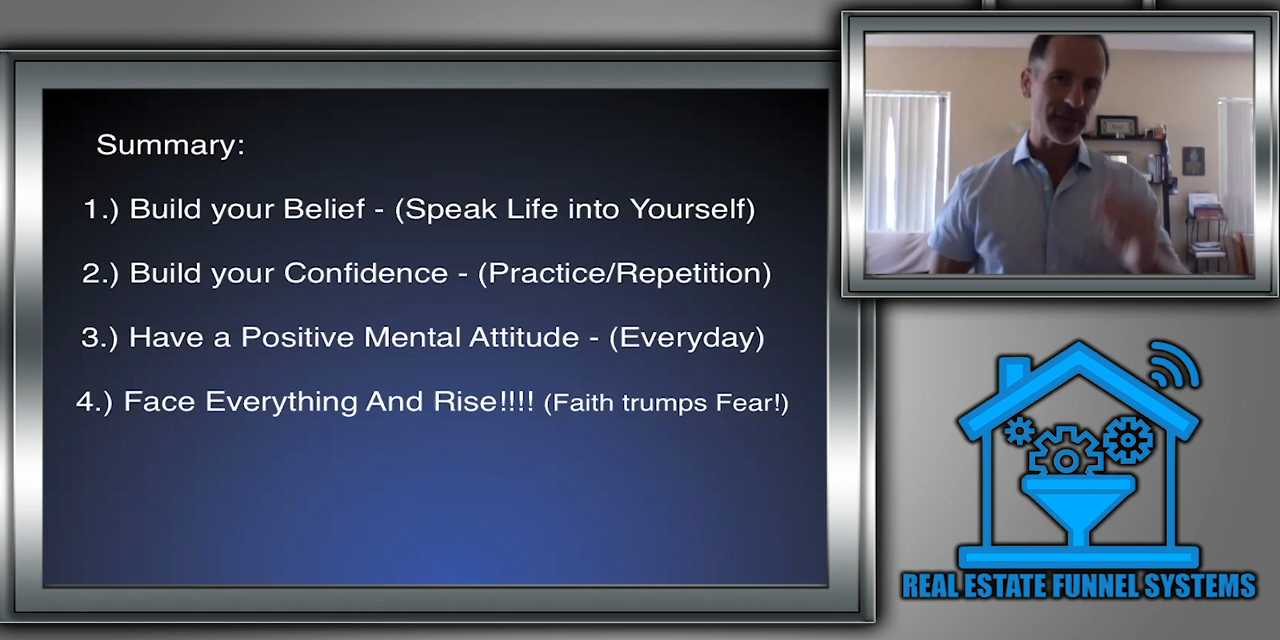 Summary:
1.) Build your Belief - (Speak Life into Yourself)
2.) Build your Confidence - (Practice/Repetition)
3.) Have a Positive Mental Attitude - (Everyday)
4.) Face Everything And Rise!!!! (Faith trumps Fear!)
REAL ESTATE FUNNEL SYSTEMS